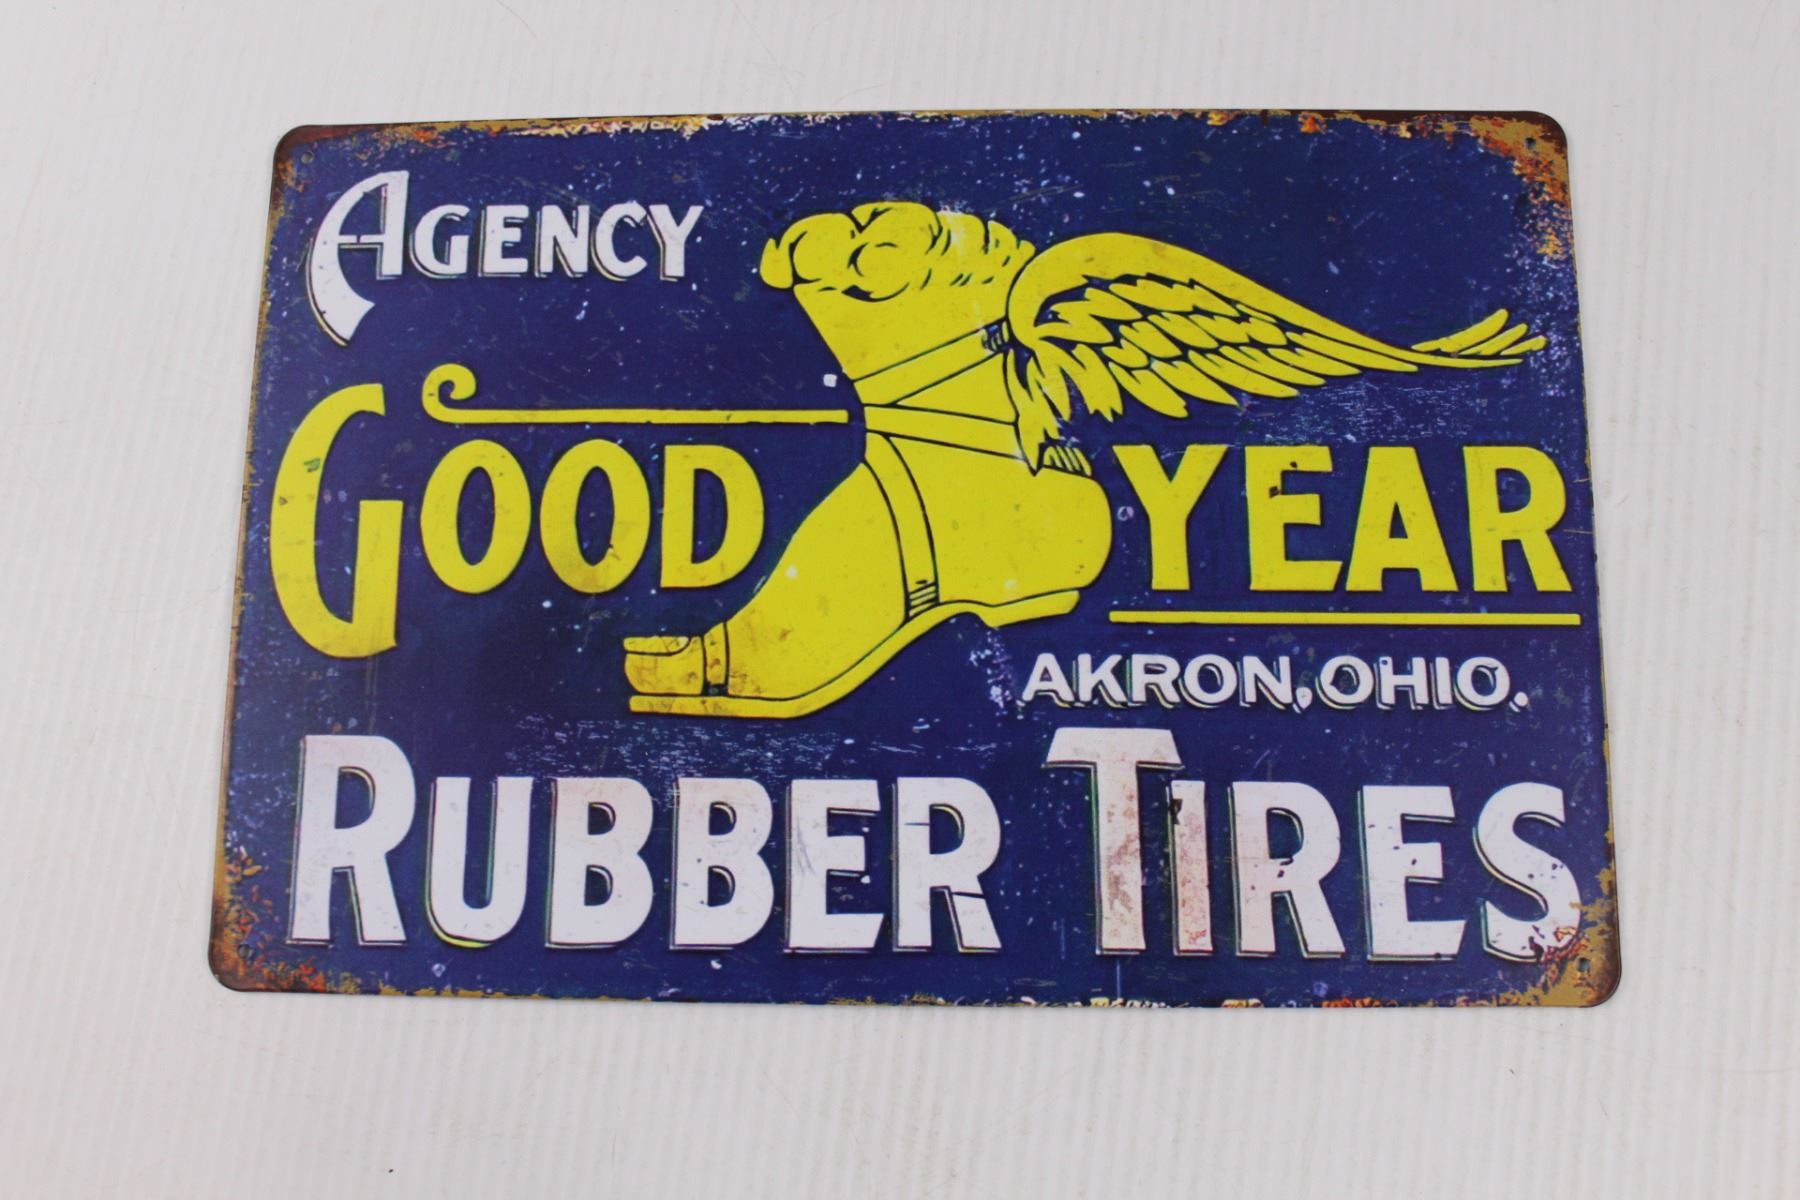 AGENCY
GOOD YEAR
AKRON, OHIO.
RUBBER TIRES